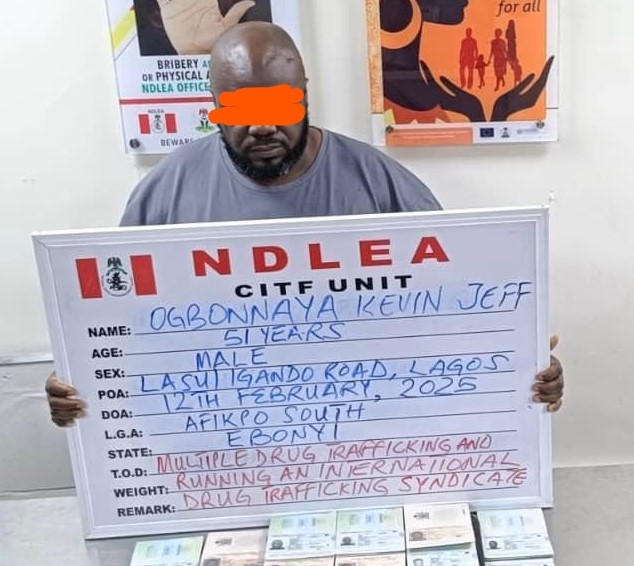 for all
BRIBERY
OR PHYSICAL
NDLEA OFFICE
NDLEA
BEWARE
NDLEA
CITF UNIT
NAME: OGBONNAYA KEVIN JEFF
AGE: 51 YEARS
SEX: MALE
POA: LASU/IGANDO ROAD, LAGOS
DOA: 12TH FEBRUARY, 2025
L.G.A: AFIKPO SOUTH
STATE: EBONYI
T.O.D: MULTIPLE DRUG TRAFFICKING AND
WEIGHT: RUNNING AN INTERNATIONAL
REMARK: DRUG TRAFFICKING SYNDICATE